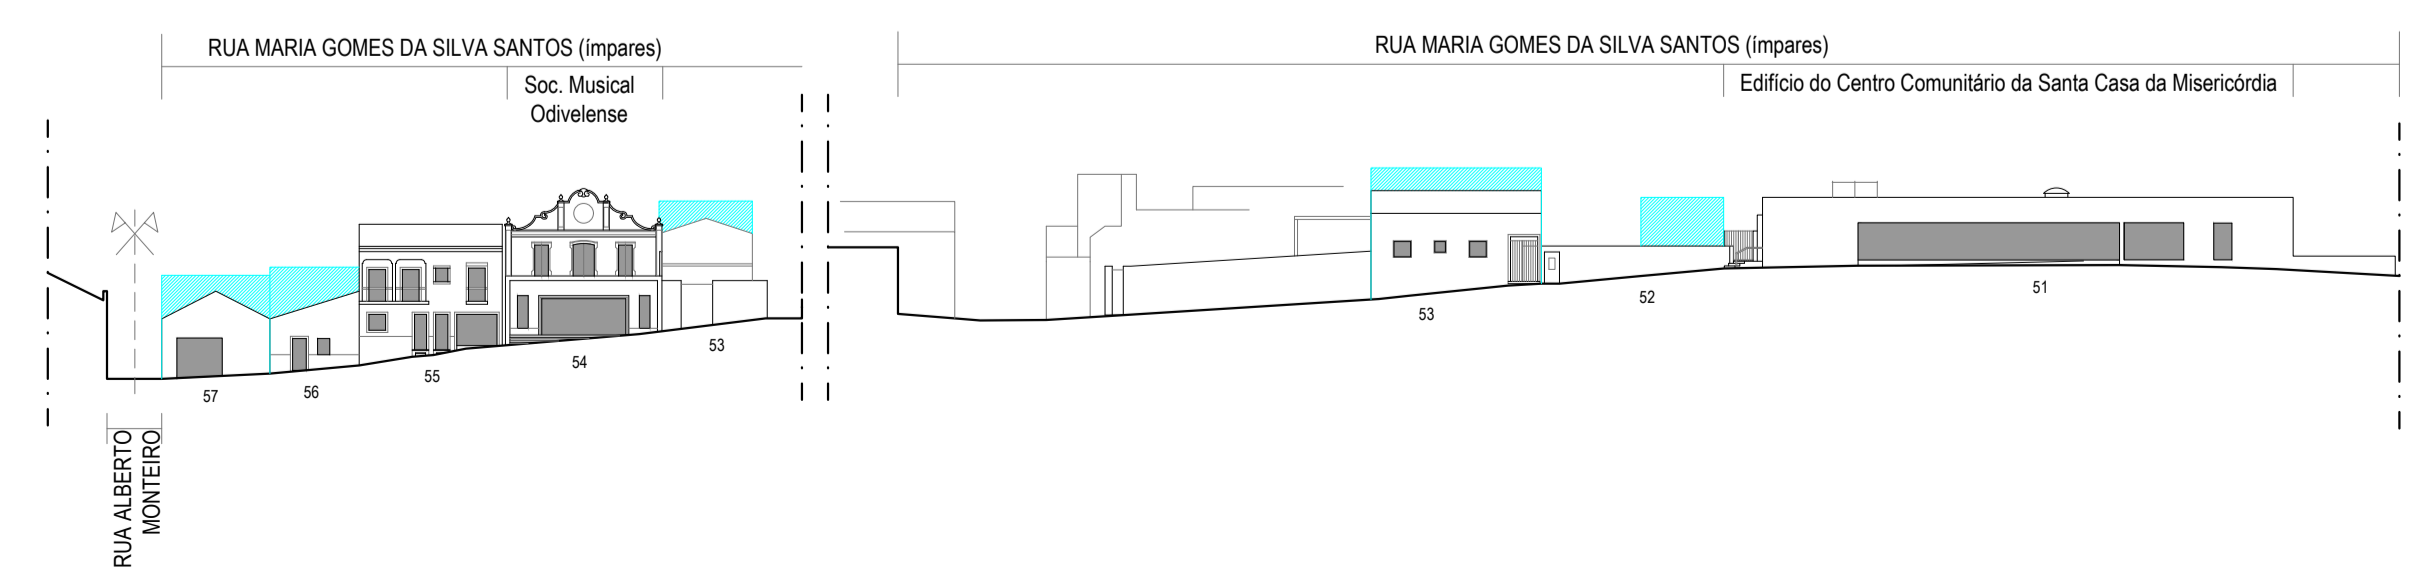 RUA MARIA GOMES DA SILVA SANTOS (ímpares)
Soc. Musical
Odivelense
RUA MARIA GOMES DA SILVA SANTOS (ímpares)
Edifício do Centro Comunitário da Santa Casa da Misericórdia
57
56
55
54
53
53
52
51
RUA ALBERTO
MONTEIRO